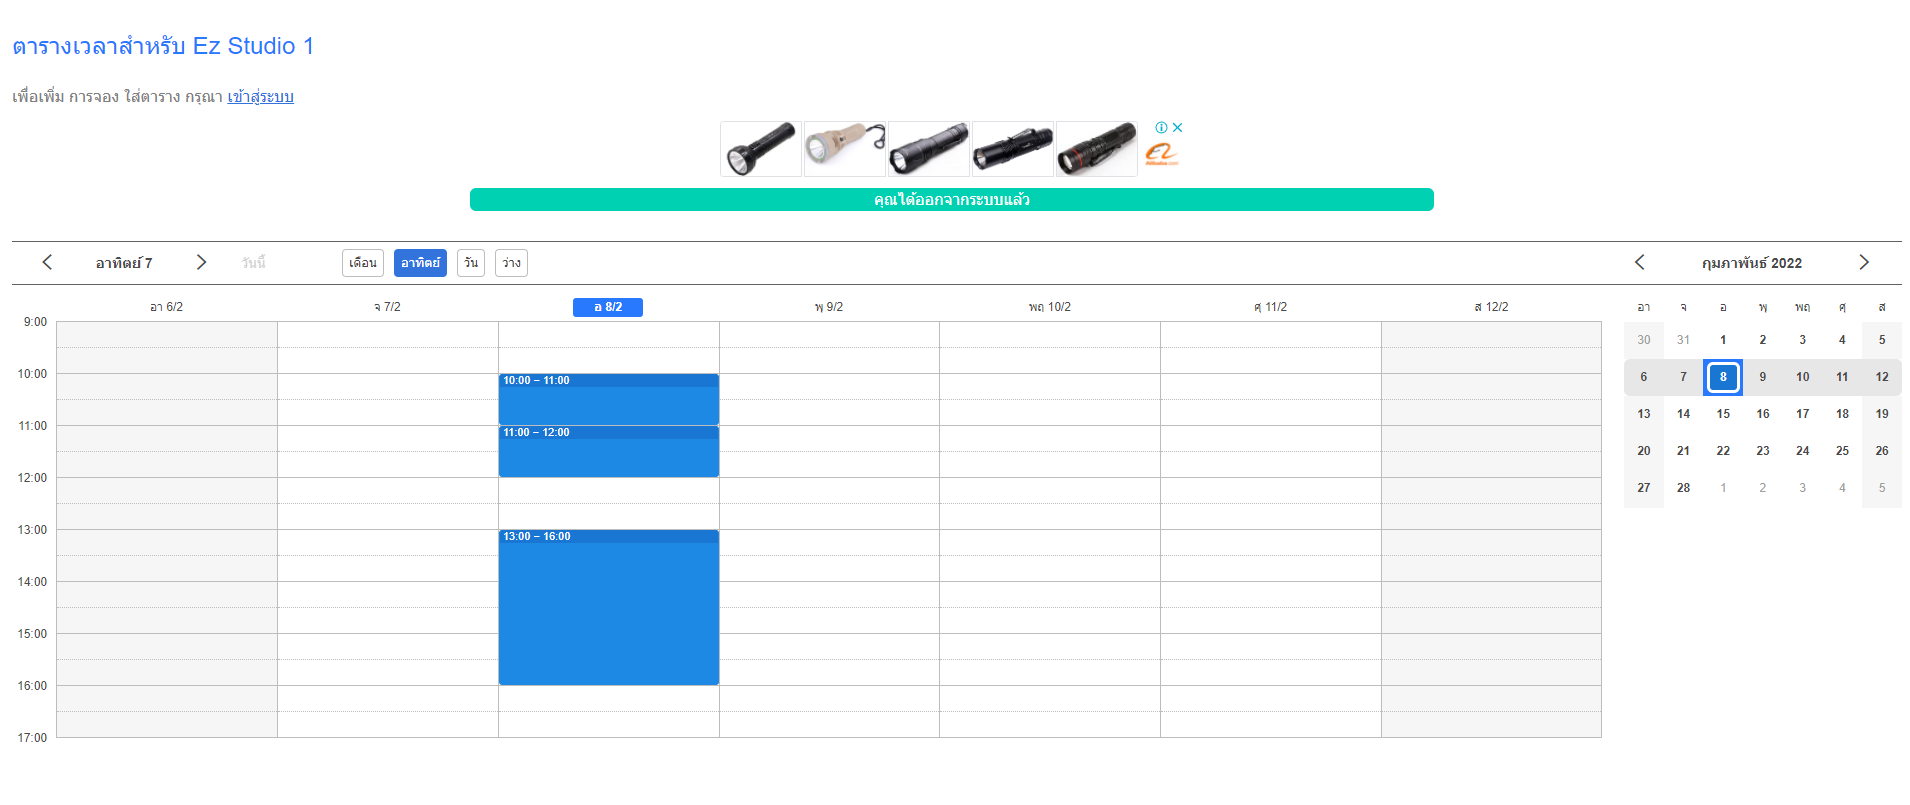 ตารางเวลาสำหรับ Ez Studio 1
เพื่อเพิ่ม การจอง ใส่ตาราง กรุณา เข้าสู่ระบบ
Alibaba.com
คุณได้ออกจากระบบแล้ว
อาทิตย์ 7 วันนี้ เดือน อาทิตย์ วัน ว่าง
กุมภาพันธ์ 2022
อา 6/2 จ 7/2 อ 8/2 พุ 9/2 พฤ 10/2 ศุ 11/2 ส 12/2
9:00
10:00
10:00 – 11:00
11:00
11:00 – 12:00
12:00
13:00
13:00 – 16:00
14:00
15:00
16:00
17:00
อา จ อ พุ พฤ ศุ ส
30 31 1 2 3 4 5
6 7 8 9 10 11 12
13 14 15 16 17 18 19
20 21 22 23 24 25 26
27 28 1 2 3 4 5